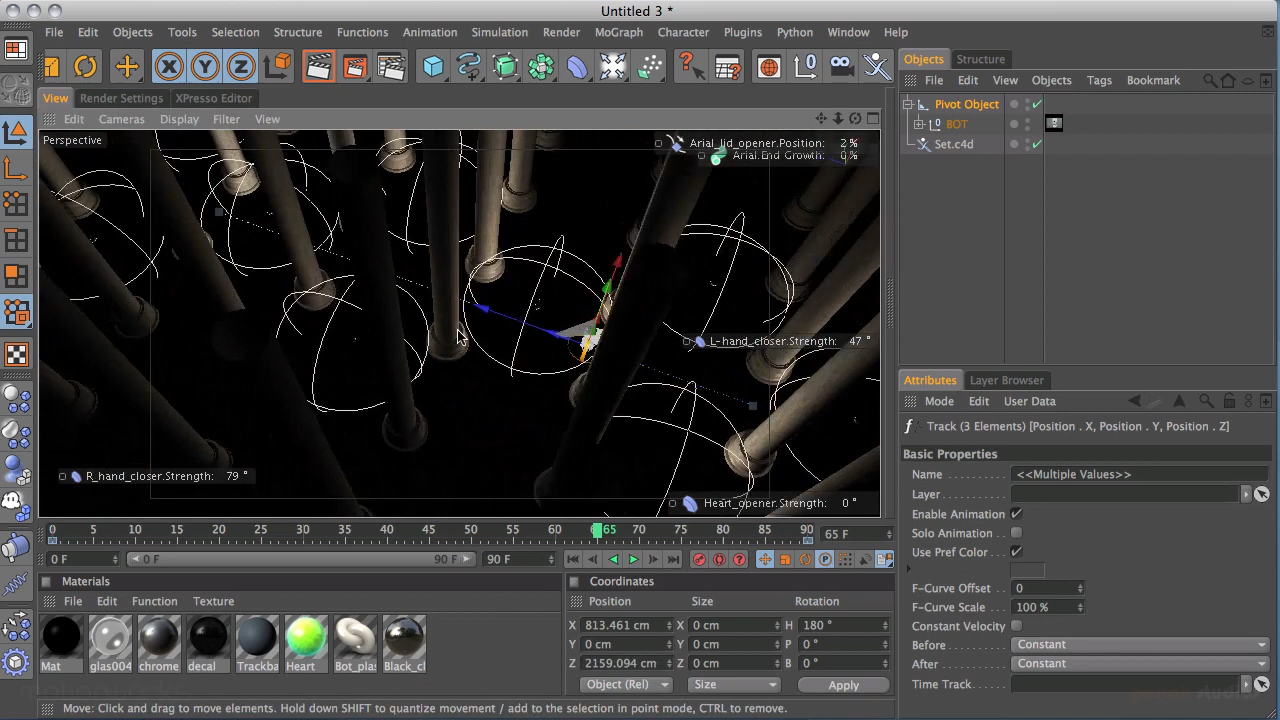 Untitled 3 *
File Edit Objects Tools Selection Structure Functions Animation Simulation Render MoGraph Character Plugins Python Window Help
View Render Settings XPresso Editor
Edit Cameras Display Filter View
Perspective
Arial_lid_opener.Position: 2 %
Arial.End Growth: 0 %
L-hand_closer.Strength: 47 °
R_hand_closer.Strength: 79 °
Heart_opener.Strength: 0 °
0 5 10 15 20 25 30 35 40 45 50 55 60 65 70 75 80 85 90 65 F
0 F 0 F 90 F 90 F
Materials
File Edit Function Texture
Mat glas004 chrome decal Trackba Heart Bot_plas Black_cl
Coordinates
Position Size Rotation
X 813.461 cm X 0 cm H 180 °
Y 0 cm Y 0 cm P 0 °
Z 2159.094 cm Z 0 cm B 0 °
Object (Rel) Size Apply
Objects Structure
File Edit View Objects Tags Bookmark
Pivot Object
BOT
Set.c4d
Attributes Layer Browser
Mode Edit User Data
Track (3 Elements) [Position . X, Position . Y, Position . Z]
Basic Properties
Name <<Multiple Values>>
Layer
Enable Animation
Solo Animation
Use Pref Color
F-Curve Offset 0
F-Curve Scale 100 %
Constant Velocity
Before Constant
After Constant
Time Track
Move: Click and drag to move elements. Hold down SHIFT to quantize movement / add to the selection in point mode, CTRL to remove.